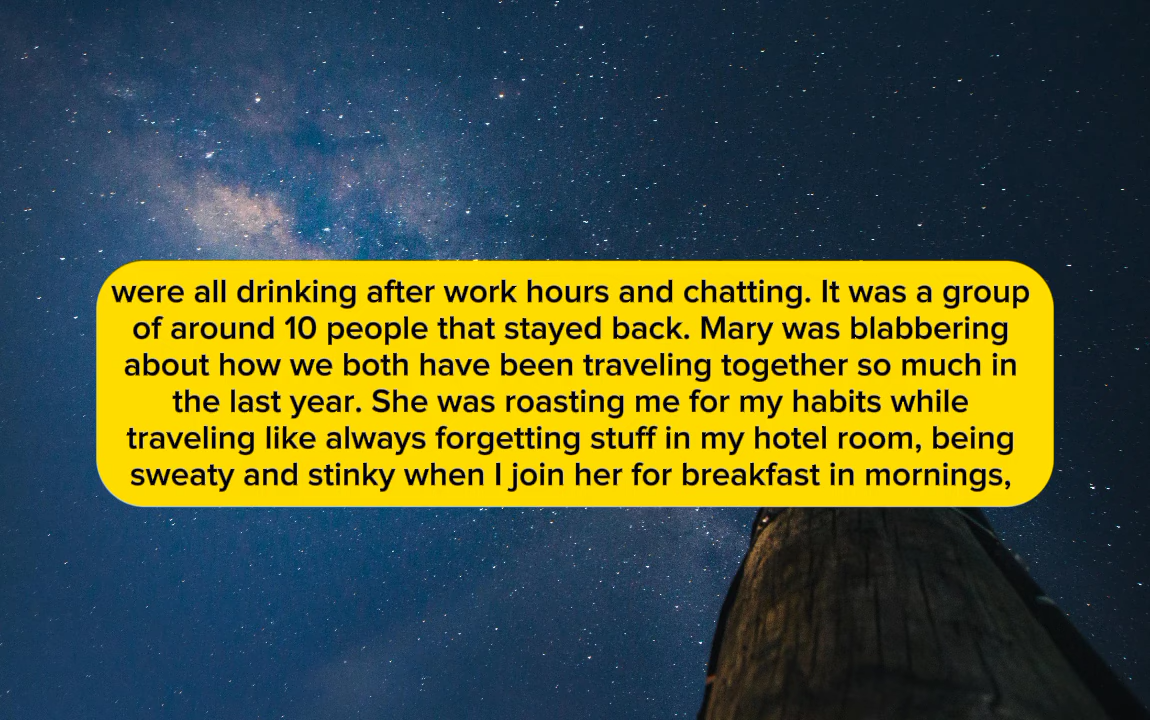 were all drinking after work hours and chatting. It was a group
of around 10 people that stayed back. Mary was blabbering
about how we both have been traveling together so much in
the last year. She was roasting me for my habits while
traveling like always forgetting stuff in my hotel room, being
sweaty and stinky when I join her for breakfast in mornings,